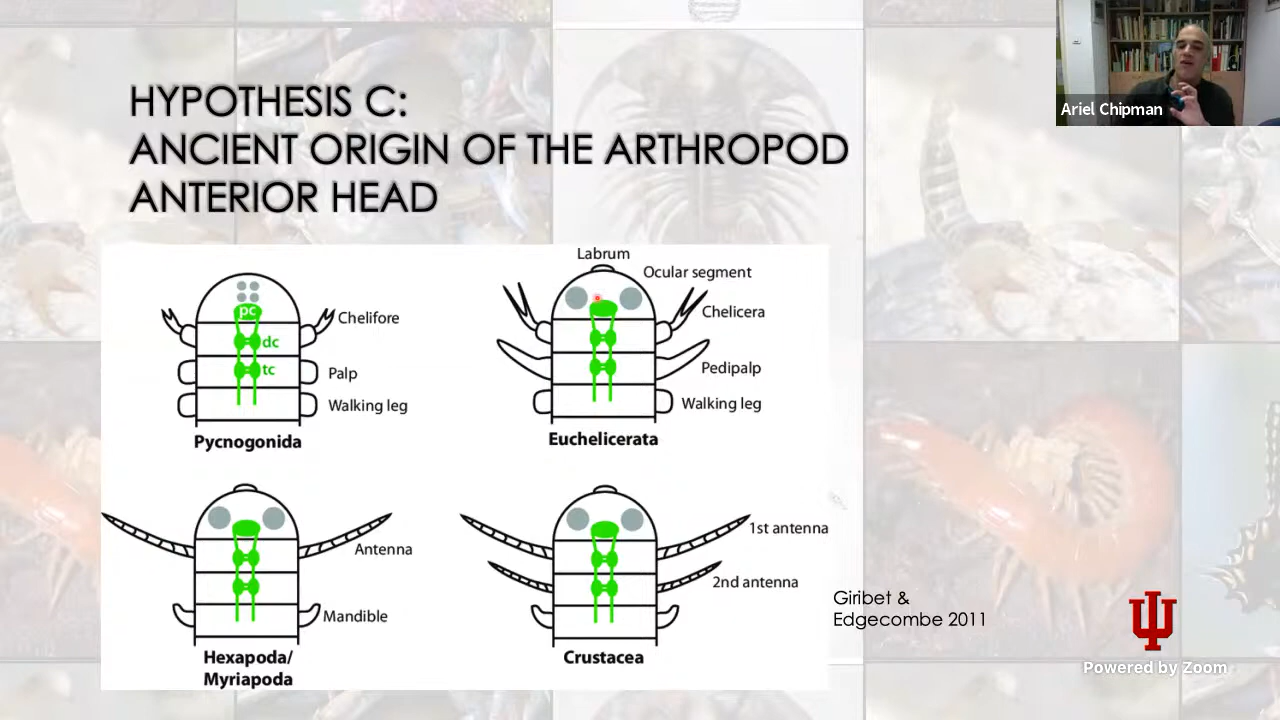 HYPOTHESIS C:
ANCIENT ORIGIN OF THE ARTHROPOD
ANTERIOR HEAD
Ariel Chipman
pc
dc
tc
Chelifore
Palp
Walking leg
Pycnogonida
Labrum
Ocular segment
Chelicera
Pedipalp
Walking leg
Euchelicerata
Antenna
Mandible
Hexapoda/
Myriapoda
1st antenna
2nd antenna
Crustacea
Giribet &
Edgecombe 2011
Powered by Zoom